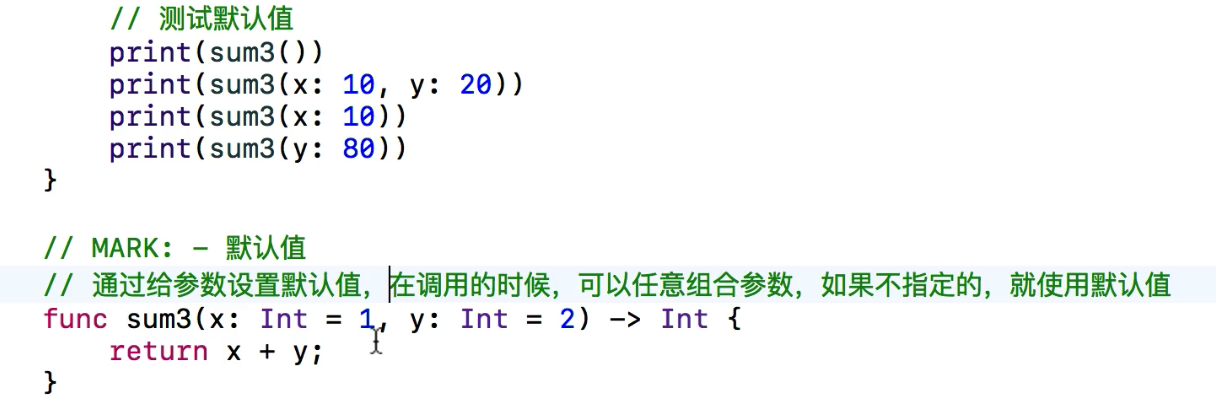 // 测试默认值
print(sum3())
print(sum3(x: 10, y: 20))
print(sum3(x: 10))
print(sum3(y: 80))
}
// MARK: - 默认值
// 通过给参数设置默认值，在调用的时候，可以任意组合参数，如果不指定的，就使用默认值
func sum3(x: Int = 1, y: Int = 2) -> Int {
return x + y;
}